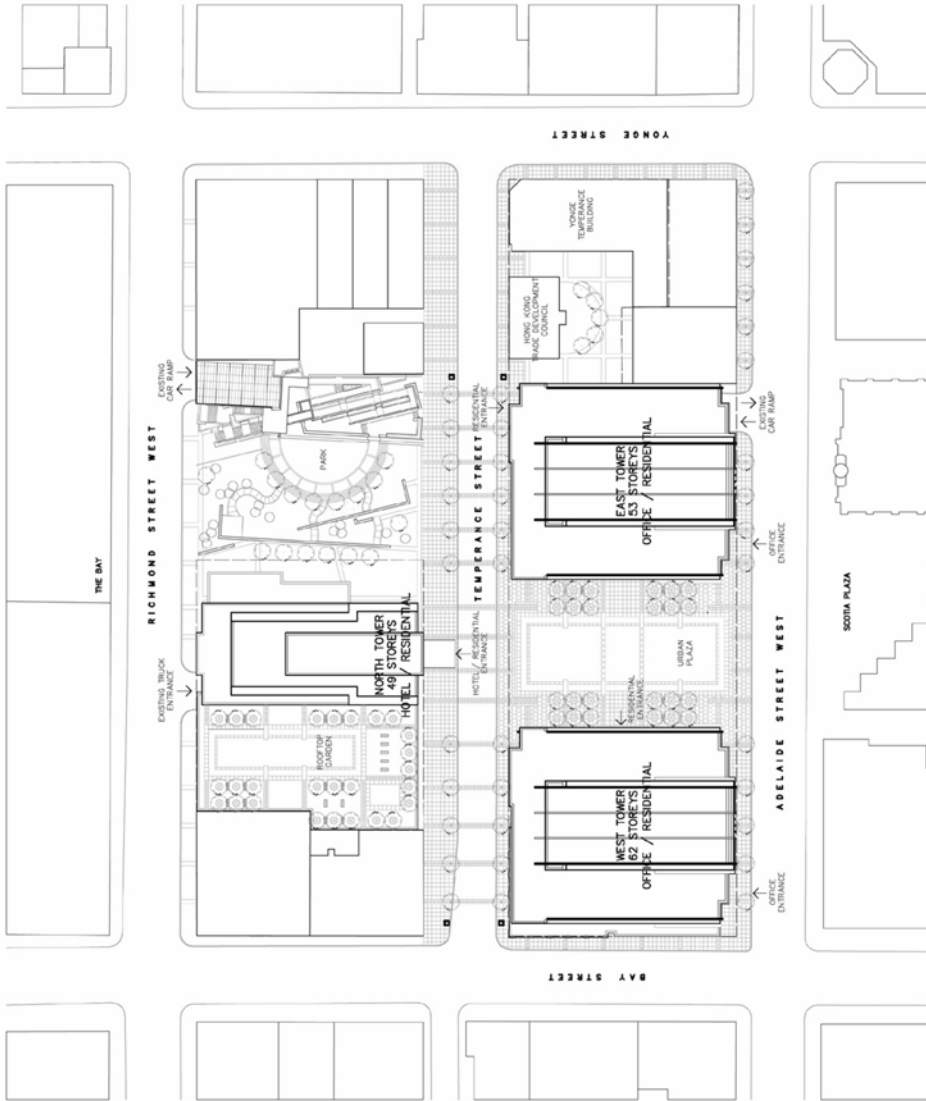 YONGE STREET
RICHMOND STREET WEST
THE BAY
EXISTING
CAR RAMP
PARK
EXISTING TRUCK
ENTRANCE
NORTH TOWER
49 STOREYS
HOTEL / RESIDENTIAL
ROOFTOP
GARDEN
TEMPERANCE STREET
RESIDENTIAL
ENTRANCE
HOTEL / RESIDENTIAL
ENTRANCE
YONGE
TEMPERANCE
BUILDING
HONG KONG
TRADE DEVELOPMENT
COUNCIL
EXISTING
CAR RAMP
EAST TOWER
53 STOREYS
OFFICE / RESIDENTIAL
OFFICE
ENTRANCE
URBAN
PLAZA
RESIDENTIAL
ENTRANCE
WEST TOWER
62 STOREYS
OFFICE / RESIDENTIAL
OFFICE
ENTRANCE
ADELAIDE STREET WEST
SCOTIA PLAZA
BAY STREET